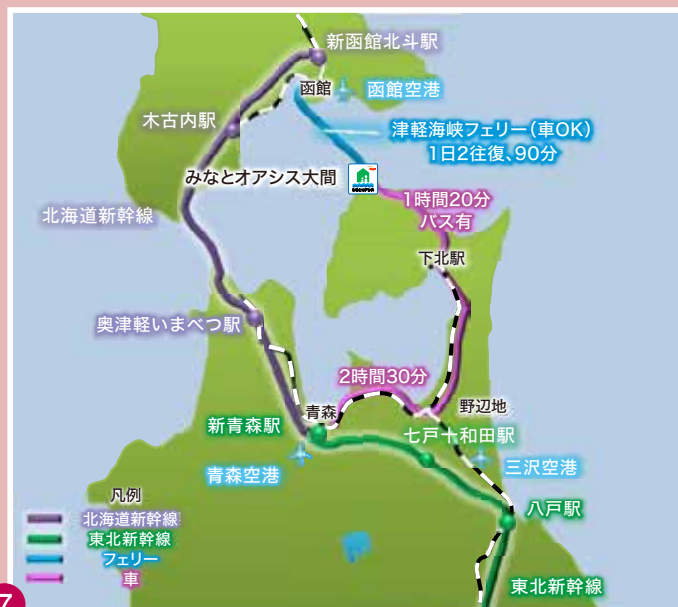 新函館北斗駅
函館
函館空港
木古内駅
津軽海峡フェリー（車OK）
1日2往復、90分
みなとオアシス大間
1時間20分
バス有
北海道新幹線
下北駅
奥津軽いまべつ駅
2時間30分
青森
野辺地
新青森駅
七戸十和田駅
青森空港
三沢空港
八戸駅
凡例
北海道新幹線
東北新幹線
フェリー
車
東北新幹線
7